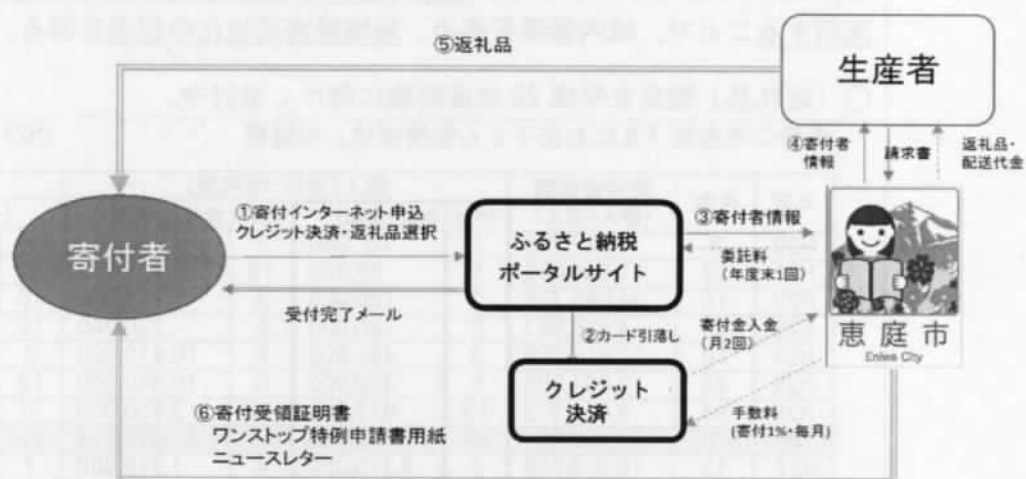 ⑤返礼品
生産者
④寄付者
情報
請求書
返礼品・
配送代金
①寄付インターネット申込
クレジット決済・返礼品選択
寄付者
ふるさと納税
ポータルサイト
③寄付者情報
委託料
（年度末1回）
受付完了メール
②カード引落し
寄付金入金
（月2回）
恵庭市
Eniwa City
クレジット
決済
手数料
(寄付1%・毎月)
⑥寄付受領証明書
ワンストップ特例申請書用紙
ニュースレター